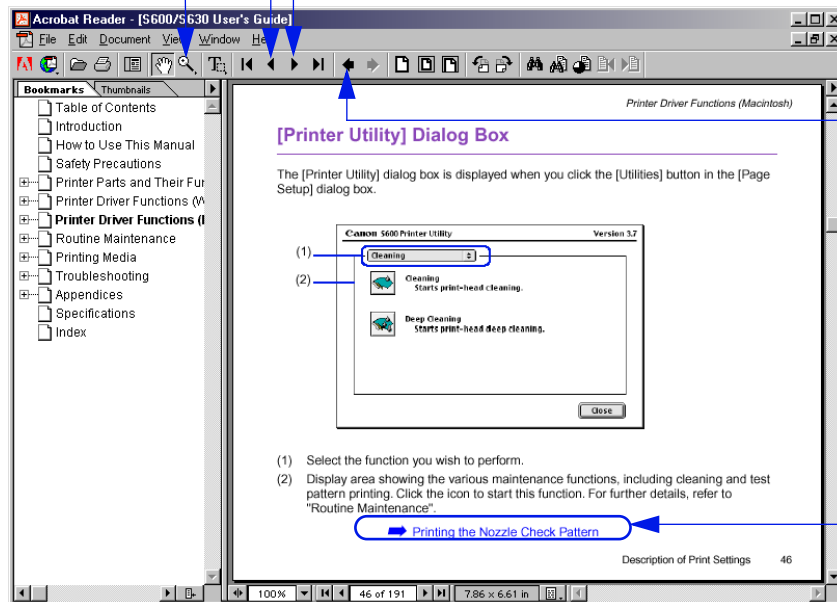 Acrobat Reader - [S600/S630 User's Guide]
File Edit Document View Window Help
Bookmarks Thumbnails
Table of Contents
Introduction
How to Use This Manual
Safety Precautions
Printer Parts and Their Fun
Printer Driver Functions (W
Printer Driver Functions (I
Routine Maintenance
Printing Media
Troubleshooting
Appendices
Specifications
Index
Printer Driver Functions (Macintosh)
[Printer Utility] Dialog Box
The [Printer Utility] dialog box is displayed when you click the [Utilities] button in the [Page
Setup] dialog box.
Canon S600 Printer Utility Version 3.7
(1)
Cleaning
(2)
Cleaning
Starts print-head cleaning.
Deep Cleaning
Starts print-head deep cleaning.
Close
(1) Select the function you wish to perform.
(2) Display area showing the various maintenance functions, including cleaning and test
pattern printing. Click the icon to start this function. For further details, refer to
"Routine Maintenance".
Printing the Nozzle Check Pattern
Description of Print Settings 46
100% 46 of 191 7.86 x 6.61 in